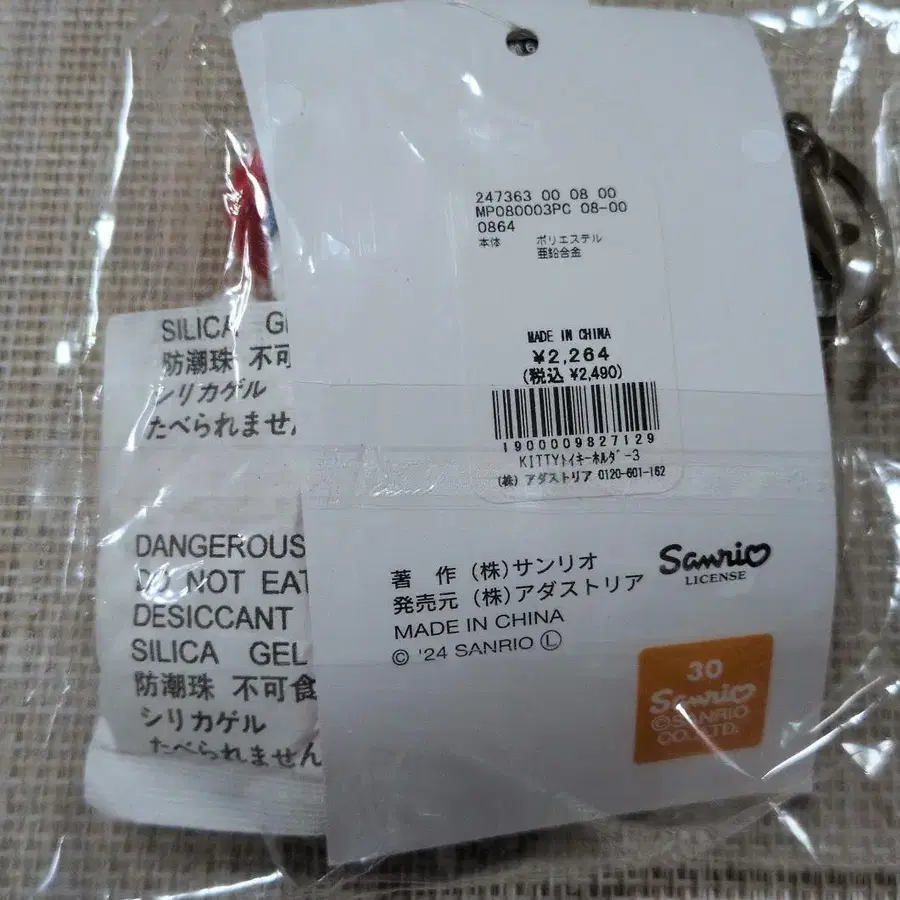 247363 00 08 00
MP080003PC 08-00
0864
本体 ポリエステル
亜鉛合金
MADE IN CHINA
¥2,264
(税込 ¥2,490)
1900009827129
KITTYトイキーホルダｰ3
(株) アダストリア 0120-601-162
著 作 (株)サンリオ
発売元 (株)アダストリア
MADE IN CHINA
© '24 SANRIO Ⓛ
Sanrio
LICENSE
30
Sanrio
©SANRIO
CO.,LTD.
SILICA
防潮珠 不可
シリカゲル
たべられません
DANGEROUS
DO NOT EAT
DESICCANT
SILICA GEL
防潮珠 不可食
シリカゲル
たべられません